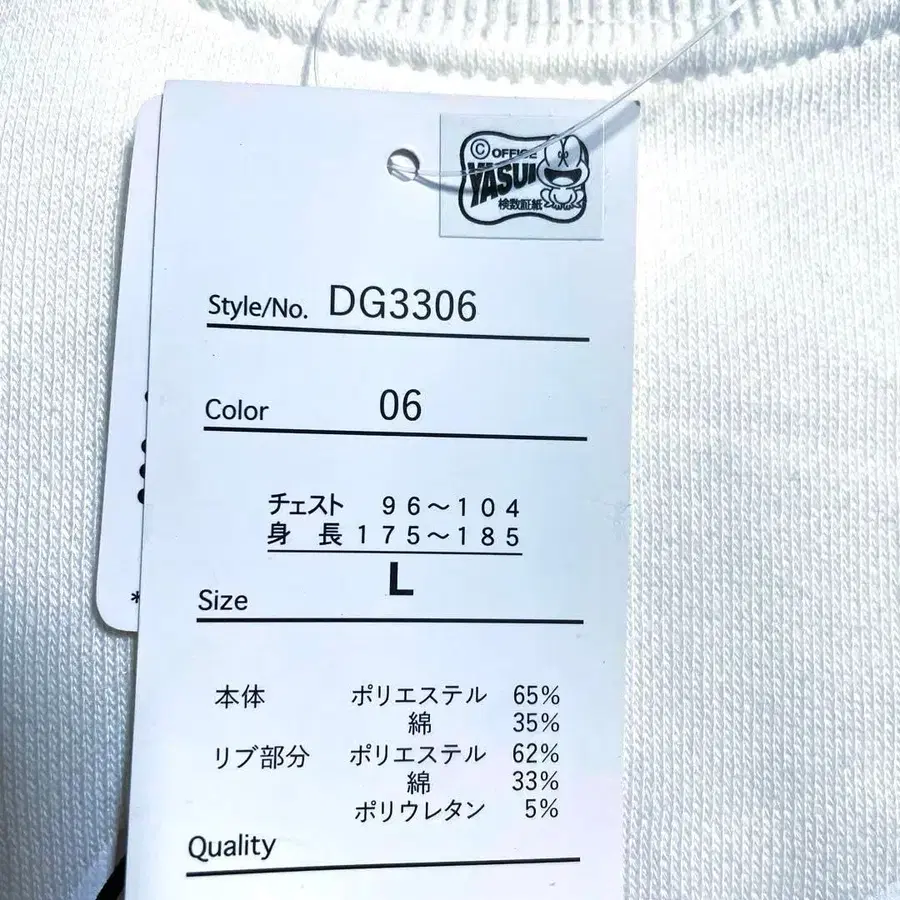 © OFFICE
YASUI
検数証紙
Style/No. DG3306
Color 06
チェスト 96～104
身長 175～185
Size L
本体 ポリエステル 65%
綿 35%
リブ部分 ポリエステル 62%
綿 33%
ポリウレタン 5%
Quality
*